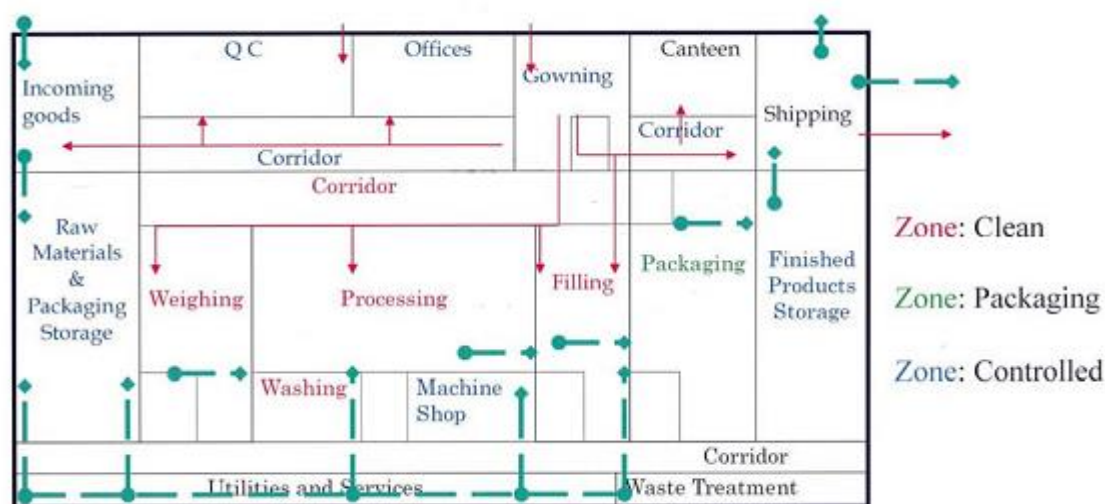 Q C
Offices
Canteen
Gowning
Incoming
goods
Shipping
Corridor
Corridor
Corridor
Raw
Materials
&
Packaging
Storage
Weighing
Processing
Filling
Packaging
Finished
Products
Storage
Washing
Machine
Shop
Corridor
Utilities and Services
Waste Treatment
Zone: Clean
Zone: Packaging
Zone: Controlled